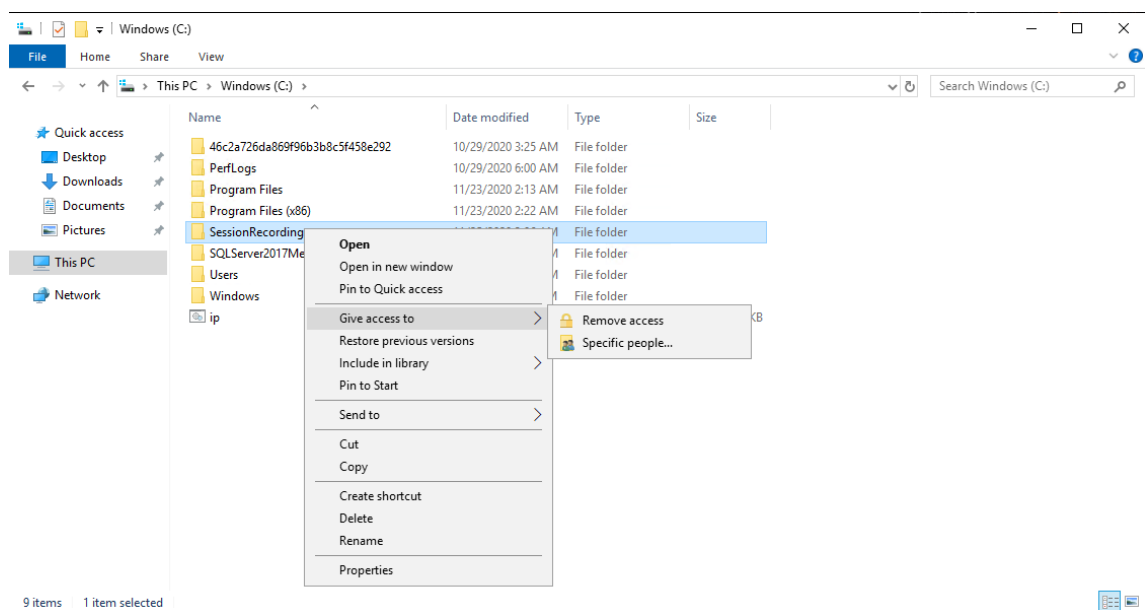 Windows (C:)
File Home Share View
This PC > Windows (C:) > Search Windows (C:)
Name Date modified Type Size
Quick access
Desktop
Downloads
Documents
Pictures
This PC
Network
46c2a726da869f96b3b8c5f458e292 10/29/2020 3:25 AM File folder
PerfLogs 10/29/2020 6:00 AM File folder
Program Files 11/23/2020 2:13 AM File folder
Program Files (x86) 11/23/2020 2:22 AM File folder
SessionRecording File folder
SQLServer2017Me File folder
Users File folder
Windows File folder
ip KB
Open
Open in new window
Pin to Quick access
Give access to
Restore previous versions
Include in library
Pin to Start
Send to
Cut
Copy
Create shortcut
Delete
Rename
Properties
Remove access
Specific people...
9 items 1 item selected